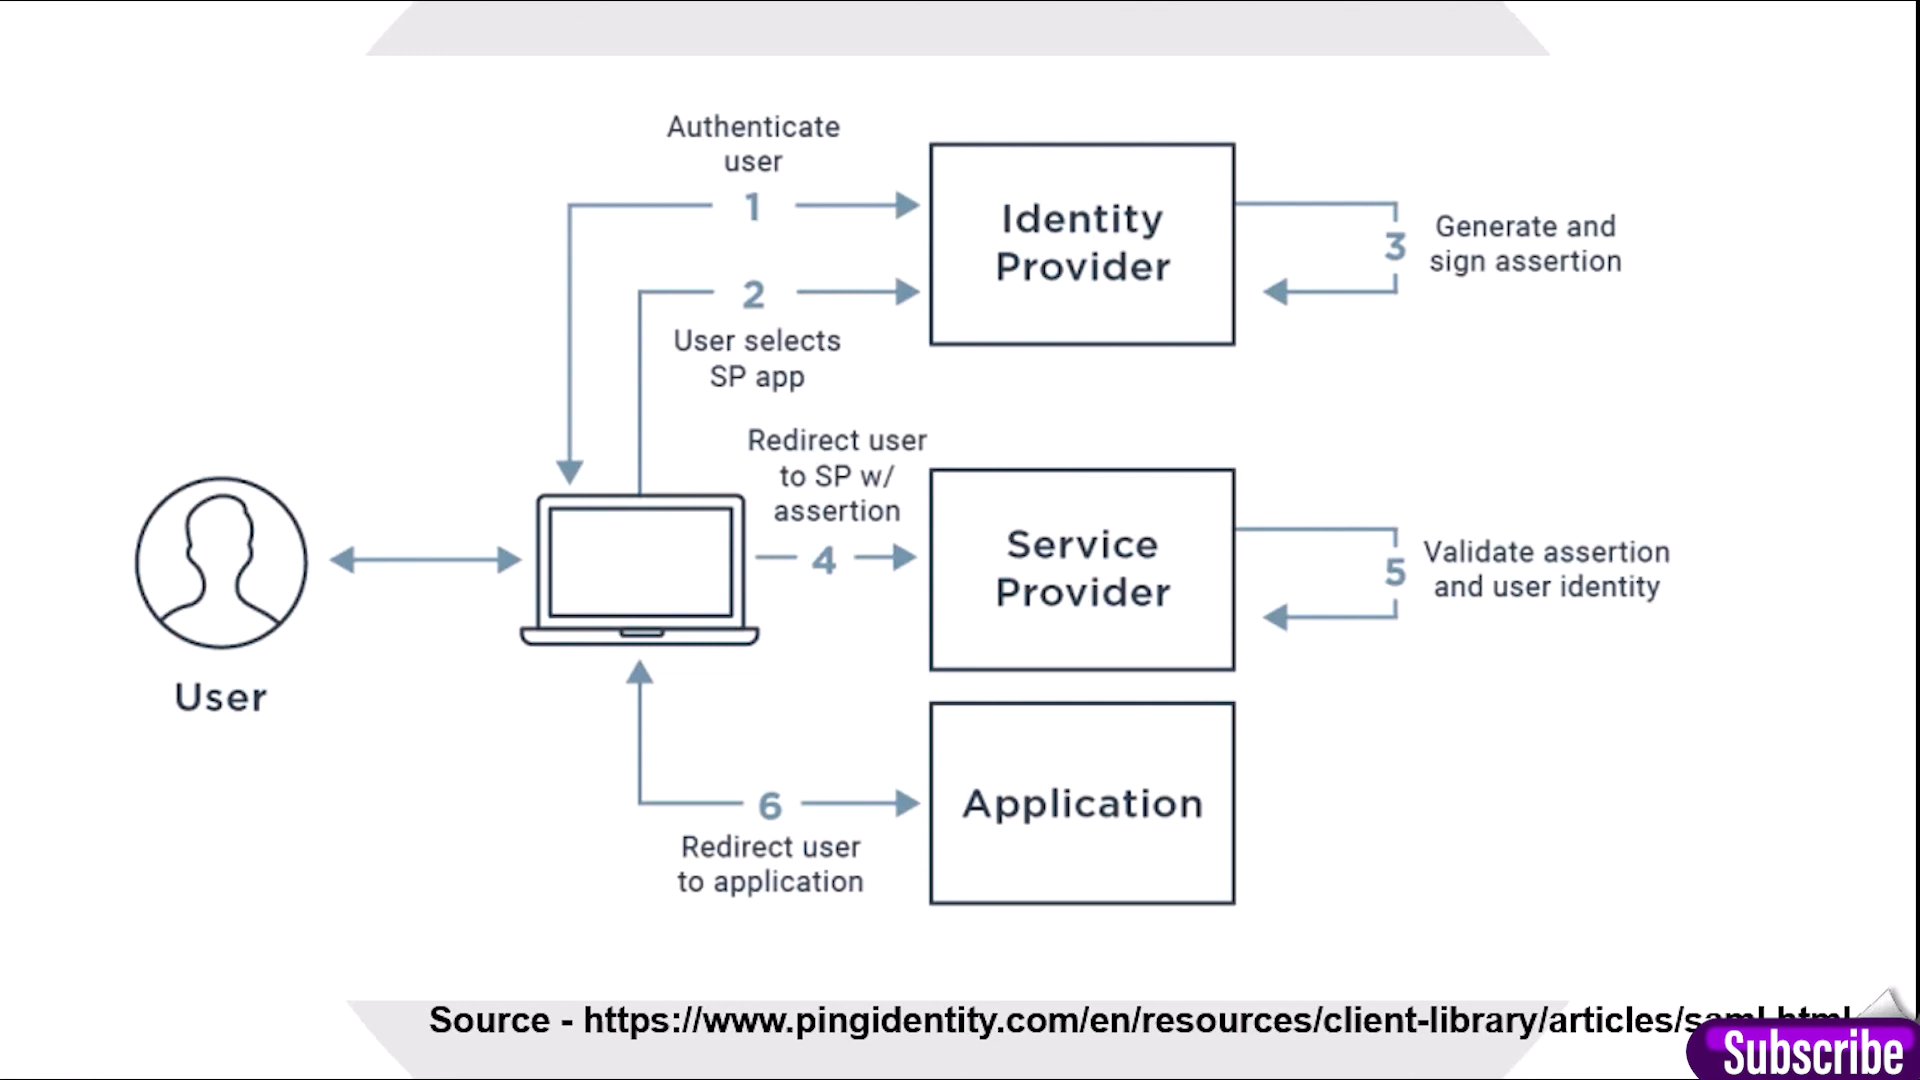 Authenticate
user
1
2
User selects
SP app
Identity
Provider
3
Generate and
sign assertion
Redirect user
to SP w/
assertion
4
Service
Provider
5
Validate assertion
and user identity
User
6
Redirect user
to application
Application
Source - https://www.pingidentity.com/en/resources/client-library/articles/saml.html
Subscribe